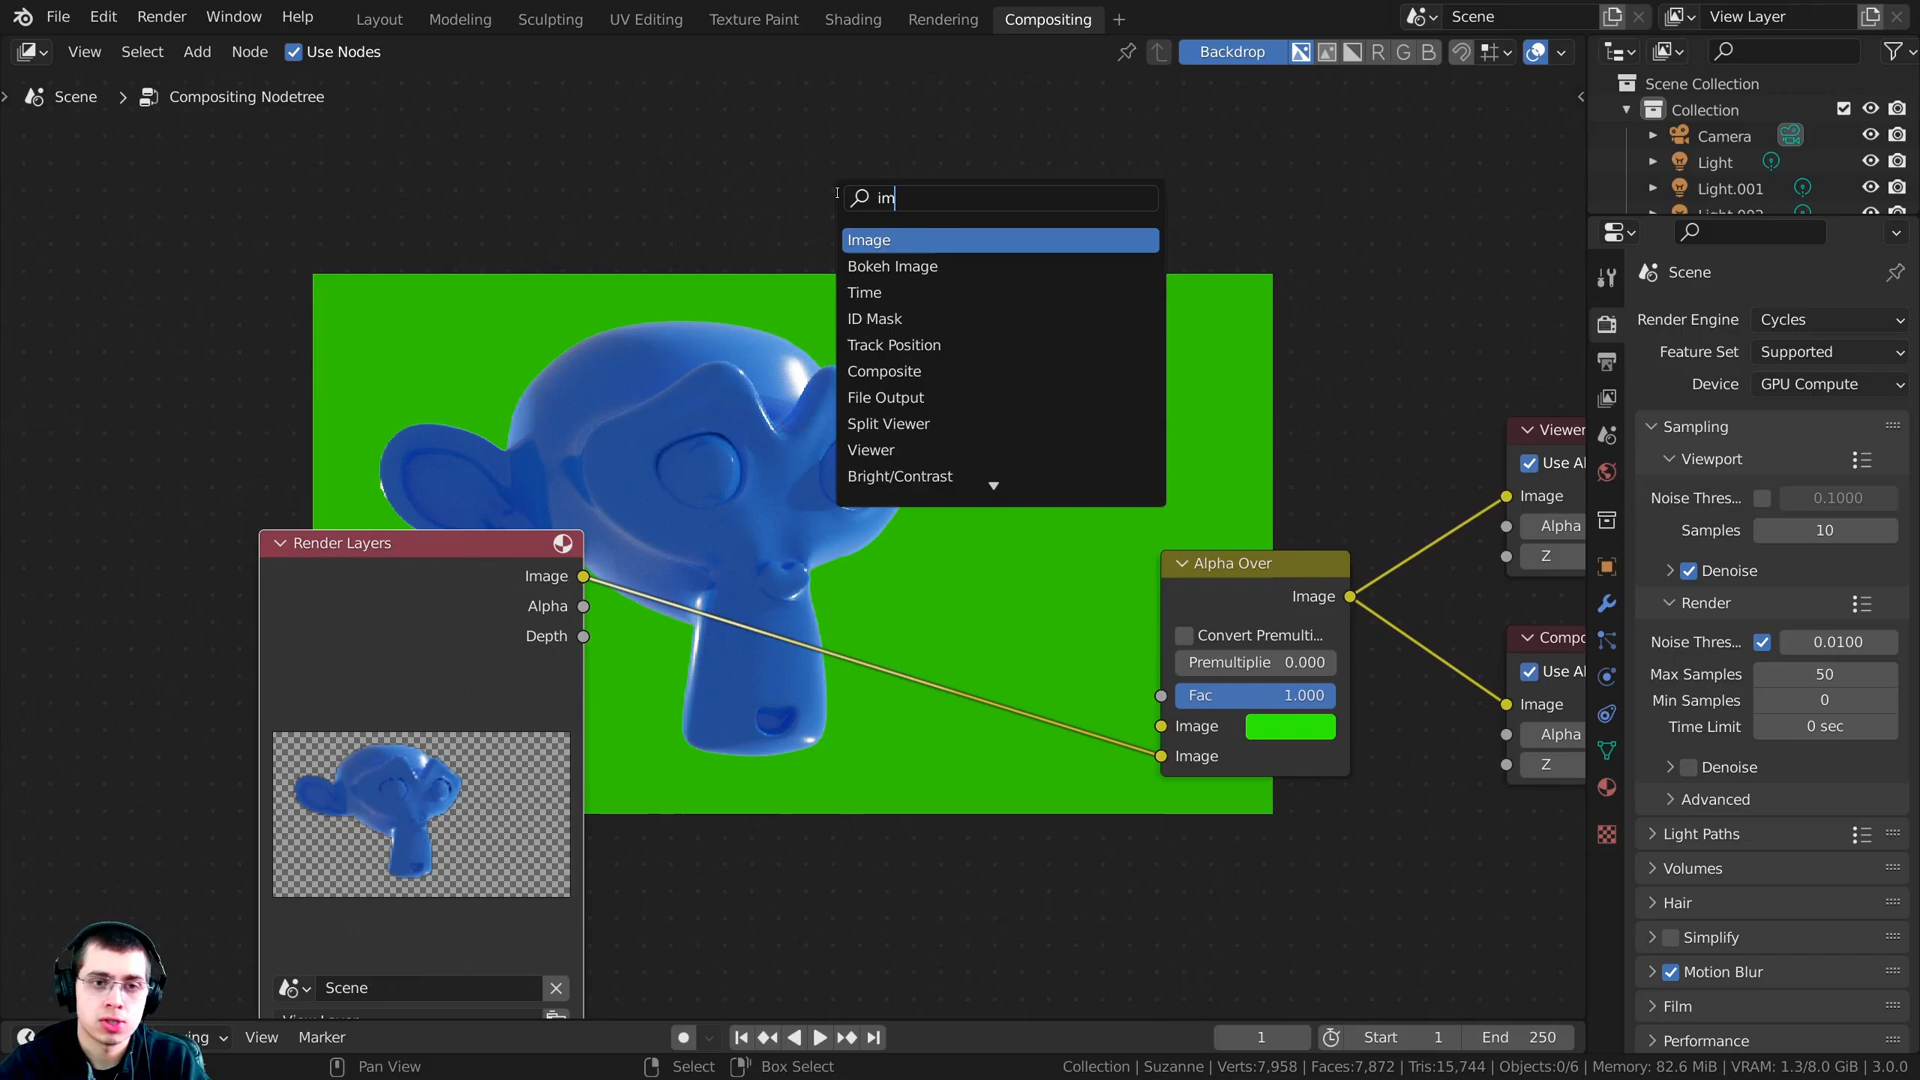 File Edit Render Window Help
Layout Modeling Sculpting UV Editing Texture Paint Shading Rendering Compositing +
Scene View Layer
View Select Add Node Use Nodes
Backdrop R G B
Scene > Compositing Nodetree
Scene Collection
Collection
Camera
Light
Light.001
im
Image
Bokeh Image
Time
ID Mask
Track Position
Composite
File Output
Split Viewer
Viewer
Bright/Contrast
Render Layers
Image
Alpha
Depth
Scene
Alpha Over
Image
Convert Premulti...
Premultiplie 0.000
Fac 1.000
Image
Image
Viewer
Use Al
Image
Alpha
Z
Compo
Use Al
Image
Alpha
Z
Scene
Render Engine Cycles
Feature Set Supported
Device GPU Compute
Sampling
Viewport
Noise Thres... 0.1000
Samples 10
Denoise
Render
Noise Thres... 0.0100
Max Samples 50
Min Samples 0
Time Limit 0 sec
Denoise
Advanced
Light Paths
Volumes
Hair
Simplify
Motion Blur
Film
Performance
ng View Marker
1 Start 1 End 250
Pan View Select Box Select
Collection | Suzanne | Verts:7,958 | Faces:7,872 | Tris:15,744 | Objects:0/6 | Memory: 82.6 MiB | VRAM: 1.3/8.0 GiB | 3.0.0